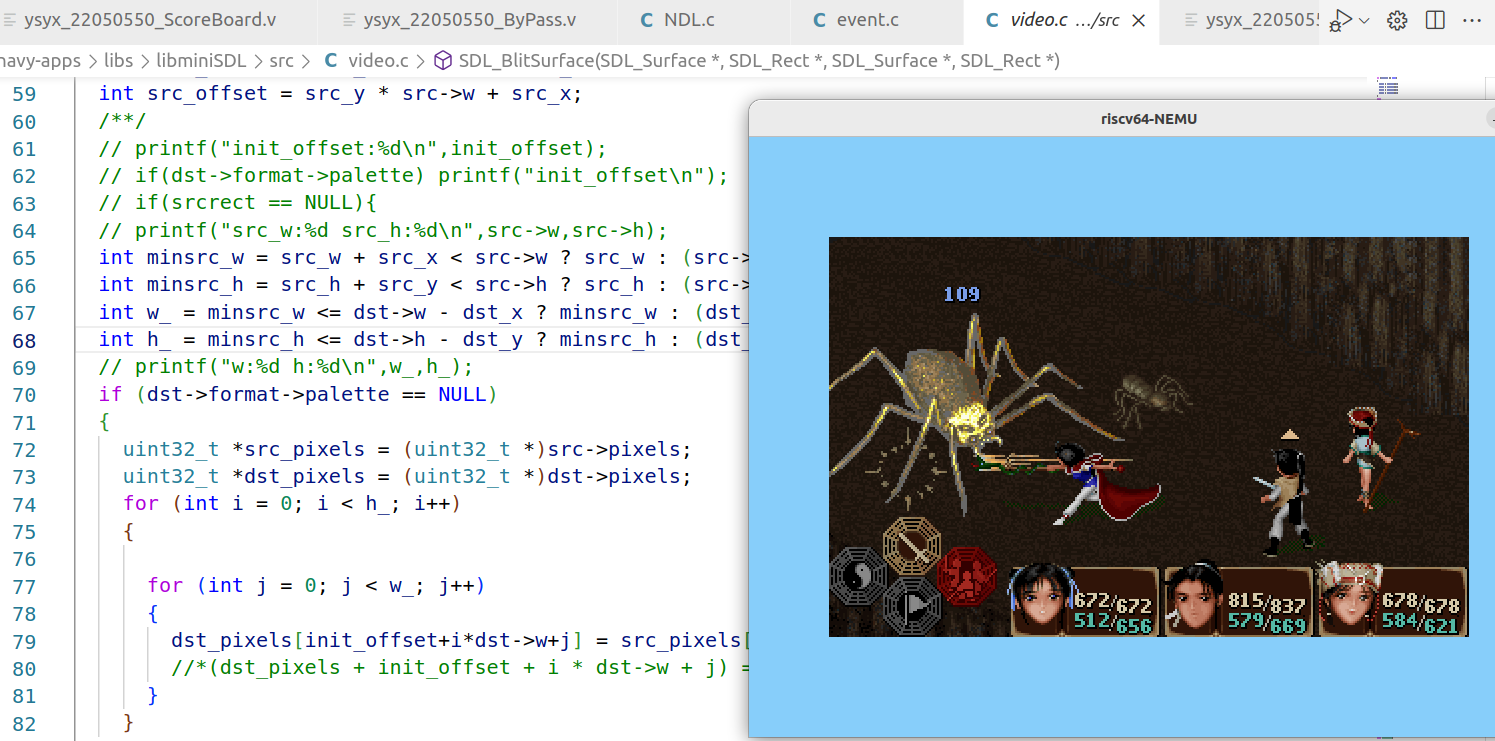 ysyx_22050550_ScoreBoard.v
ysyx_22050550_ByPass.v
C NDL.c
C event.c
C video.c .../src
ysyx_220505
navy-apps > libs > libminiSDL > src > C video.c > SDL_BlitSurface(SDL_Surface *, SDL_Rect *, SDL_Surface *, SDL_Rect *)
59 int src_offset = src_y * src->w + src_x;
60 /**/
61 // printf("init_offset:%d\n",init_offset);
62 // if(dst->format->palette) printf("init_offset\n");
63 // if(srcrect == NULL){
64 // printf("src_w:%d src_h:%d\n",src->w,src->h);
65 int minsrc_w = src_w + src_x < src->w ? src_w : (src->
66 int minsrc_h = src_h + src_y < src->h ? src_h : (src->
67 int w_ = minsrc_w <= dst->w - dst_x ? minsrc_w : (dst_
68 int h_ = minsrc_h <= dst->h - dst_y ? minsrc_h : (dst_
69 // printf("w:%d h:%d\n",w_,h_);
70 if (dst->format->palette == NULL)
71 {
72 uint32_t *src_pixels = (uint32_t *)src->pixels;
73 uint32_t *dst_pixels = (uint32_t *)dst->pixels;
74 for (int i = 0; i < h_; i++)
75 {
76
77 for (int j = 0; j < w_; j++)
78 {
79 dst_pixels[init_offset+i*dst->w+j] = src_pixels[
80 //*(dst_pixels + init_offset + i * dst->w + j) =
81 }
82 }
riscv64-NEMU
109
672/672
512/656
815/837
579/669
678/678
584/621